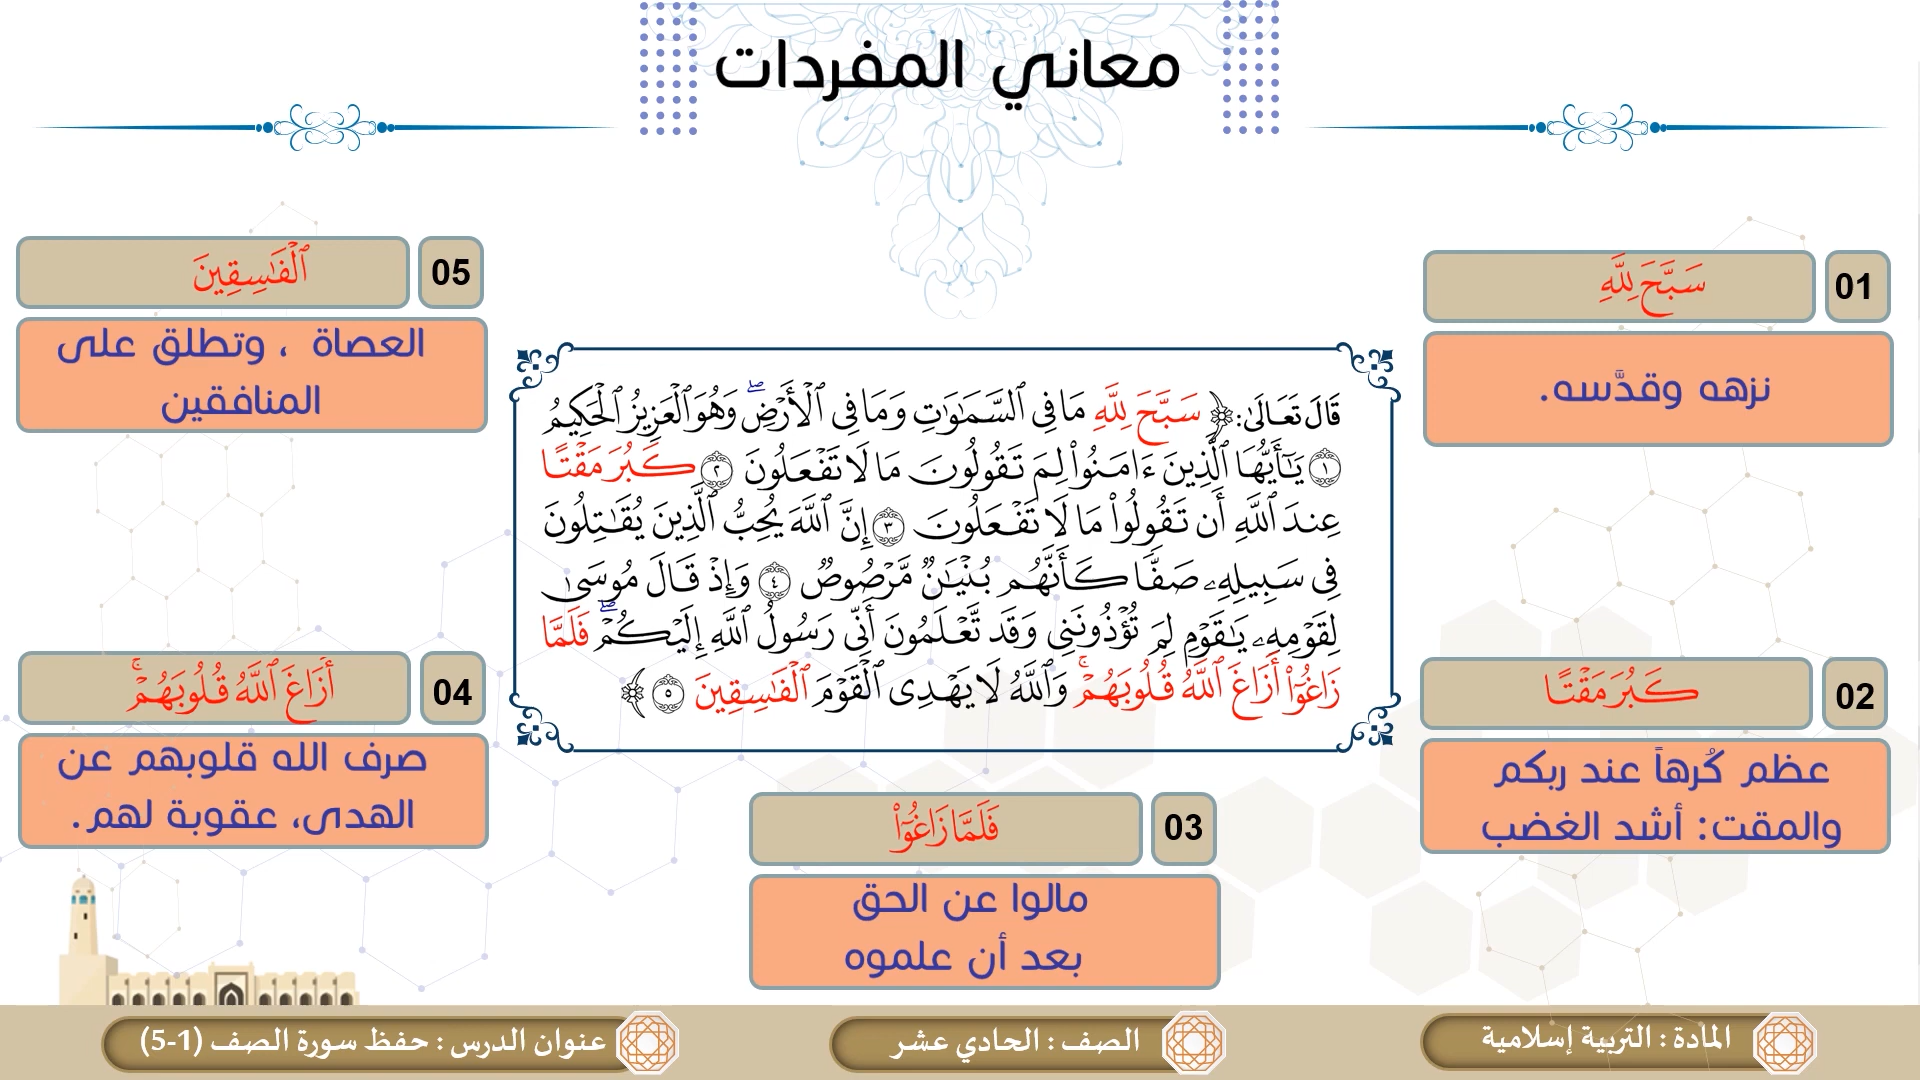 معاني المفردات
01
سَبَّحَ لِلَّهِ
نزهه وقدَّسه.
02
كَبُرَ مَقْتًا
عظم كُرهاً عند ربكم
والمقت: أشد الغضب
قَالَ تَعَالَىٰ: ﴿سَبَّحَ لِلَّهِ مَا فِي ٱلسَّمَٰوَٰتِ وَمَا فِي ٱلْأَرْضِۖ وَهُوَ ٱلْعَزِيزُ ٱلْحَكِيمُ
١ يَٰٓأَيُّهَا ٱلَّذِينَ ءَامَنُوا۟ لِمَ تَقُولُونَ مَا لَا تَفْعَلُونَ ٢ كَبُرَ مَقْتًا
عِندَ ٱللَّهِ أَن تَقُولُوا۟ مَا لَا تَفْعَلُونَ ٣ إِنَّ ٱللَّهَ يُحِبُّ ٱلَّذِينَ يُقَٰتِلُونَ
فِي سَبِيلِهِۦ صَفًّا كَأَنَّهُم بُنْيَٰنٌ مَّرْصُوصٌ ٤ وَإِذْ قَالَ مُوسَىٰ
لِقَوْمِهِۦ يَٰقَوْمِ لِمَ تُؤْذُونَنِي وَقَد تَّعْلَمُونَ أَنِّي رَسُولُ ٱللَّهِ إِلَيْكُمْۖ فَلَمَّا
زَاغُوٓا۟ أَزَاغَ ٱللَّهُ قُلُوبَهُمْۚ وَٱللَّهُ لَا يَهْدِى ٱلْقَوْمَ ٱلْفَٰسِقِينَ ٥﴾
03
فَلَمَّا زَاغُوٓا۟
مالوا عن الحق
بعد أن علموه
05
ٱلْفَٰسِقِينَ
العصاة ، وتطلق على
المنافقين
04
أَزَاغَ ٱللَّهُ قُلُوبَهُمْۚ
صرف الله قلوبهم عن
الهدى، عقوبة لهم.
المادة : التربية إسلامية
الصف : الحادي عشر
عنوان الدرس : حفظ سورة الصف (1-5)